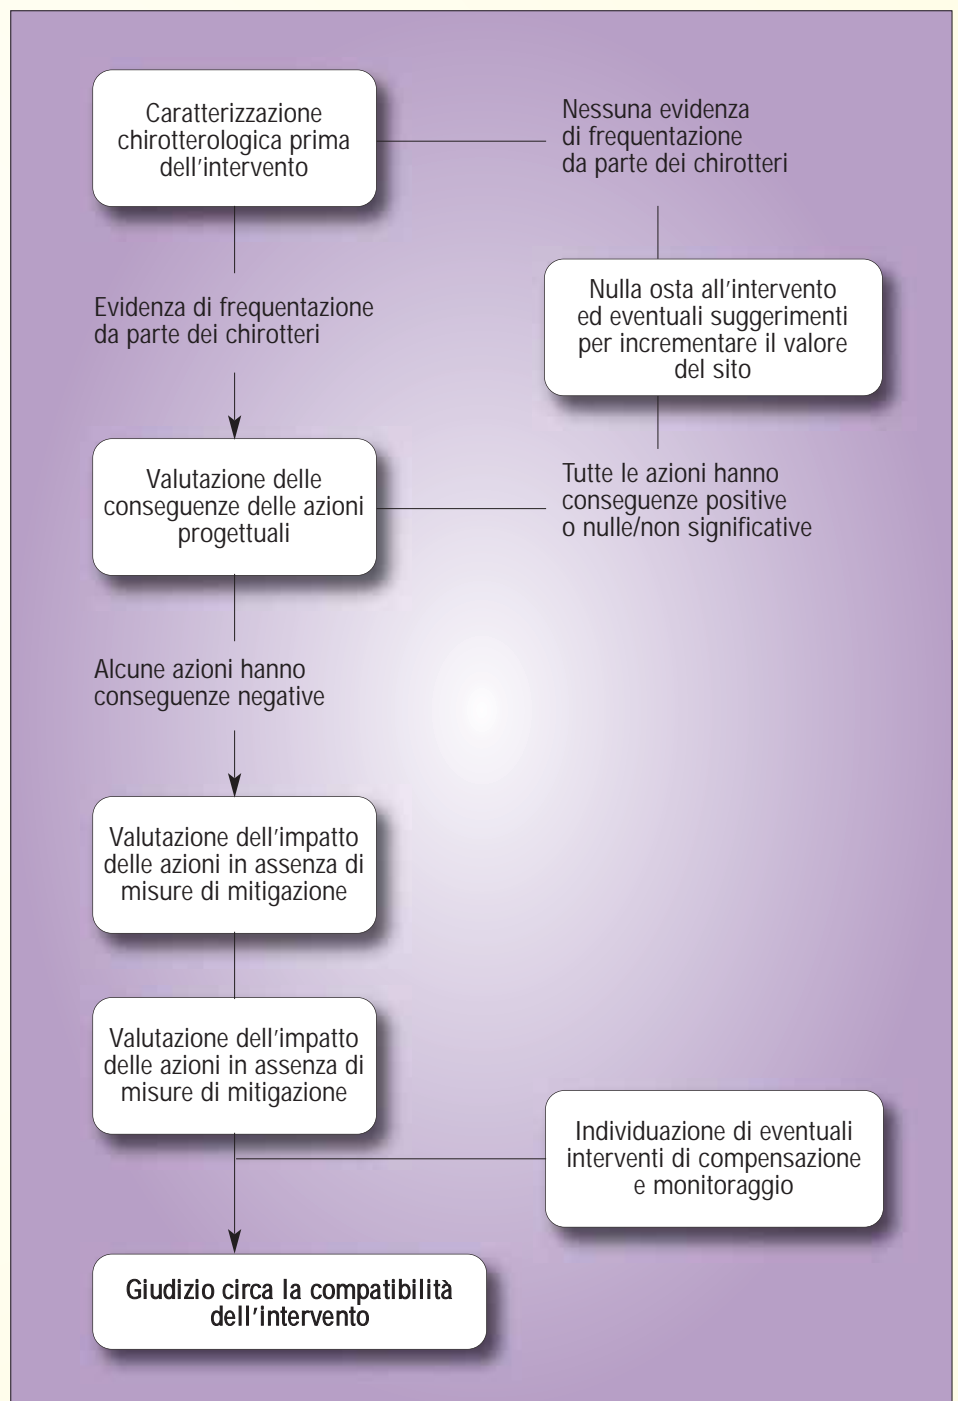 Caratterizzazione
chirotterologica prima
dell'intervento
Nessuna evidenza
di frequentazione
da parte dei chirotteri
Evidenza di frequentazione
da parte dei chirotteri
Nulla osta all'intervento
ed eventuali suggerimenti
per incrementare il valore
del sito
Valutazione delle
conseguenze delle azioni
progettuali
Tutte le azioni hanno
conseguenze positive
o nulle/non significative
Alcune azioni hanno
conseguenze negative
Valutazione dell'impatto
delle azioni in assenza di
misure di mitigazione
Valutazione dell'impatto
delle azioni in assenza di
misure di mitigazione
Individuazione di eventuali
interventi di compensazione
e monitoraggio
Giudizio circa la compatibilità
dell'intervento